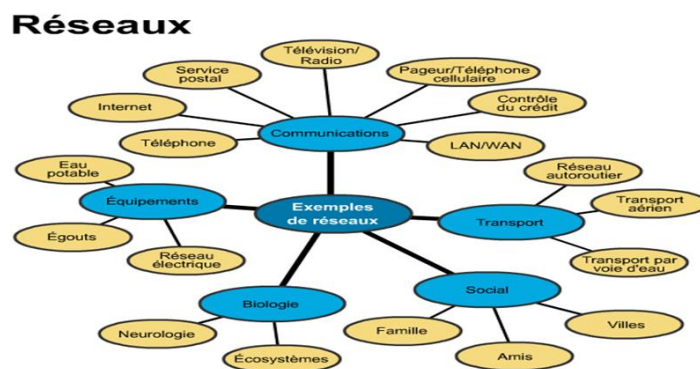 Réseaux
Télévision/
Radio
Service
postal
Pageur/Téléphone
cellulaire
Internet
Contrôle
du crédit
Téléphone
Communications
LAN/WAN
Eau
potable
Équipements
Égouts
Réseau
électrique
Exemples
de réseaux
Réseau
autoroutier
Transport
Transport
aérien
Transport par
voie d'eau
Biologie
Neurologie
Écosystèmes
Social
Famille
Amis
Villes